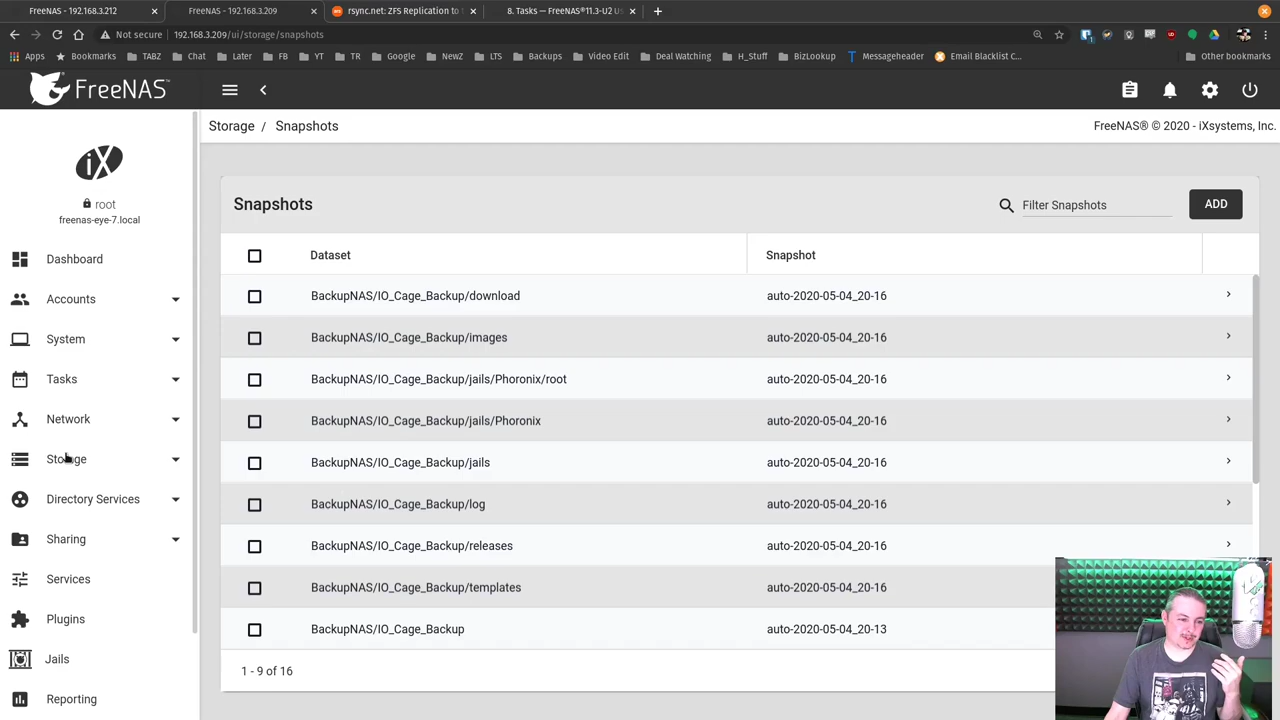 FreeNAS - 192.168.3.212
FreeNAS - 192.168.3.209
rsync.net: ZFS Replication to
8. Tasks — FreeNAS®11.3-U2 Us
Not secure 192.168.3.209/ui/storage/snapshots
Apps Bookmarks TABZ Chat Later FB YT TR Google NewZ LTS Backups Video Edit Deal Watching H_Stuff BizLookup Messageheader Email Blacklist C... Other bookmarks
FreeNAS
Storage / Snapshots
FreeNAS® © 2020 - iXsystems, Inc.
iX
root
freenas-eye-7.local
Dashboard
Accounts
System
Tasks
Network
Storage
Directory Services
Sharing
Services
Plugins
Jails
Reporting
Snapshots
Filter Snapshots
ADD
Dataset Snapshot
BackupNAS/IO_Cage_Backup/download auto-2020-05-04_20-16
BackupNAS/IO_Cage_Backup/images auto-2020-05-04_20-16
BackupNAS/IO_Cage_Backup/jails/Phoronix/root auto-2020-05-04_20-16
BackupNAS/IO_Cage_Backup/jails/Phoronix auto-2020-05-04_20-16
BackupNAS/IO_Cage_Backup/jails auto-2020-05-04_20-16
BackupNAS/IO_Cage_Backup/log auto-2020-05-04_20-16
BackupNAS/IO_Cage_Backup/releases auto-2020-05-04_20-16
BackupNAS/IO_Cage_Backup/templates auto-2020-05-04_20-16
BackupNAS/IO_Cage_Backup auto-2020-05-04_20-13
1 - 9 of 16